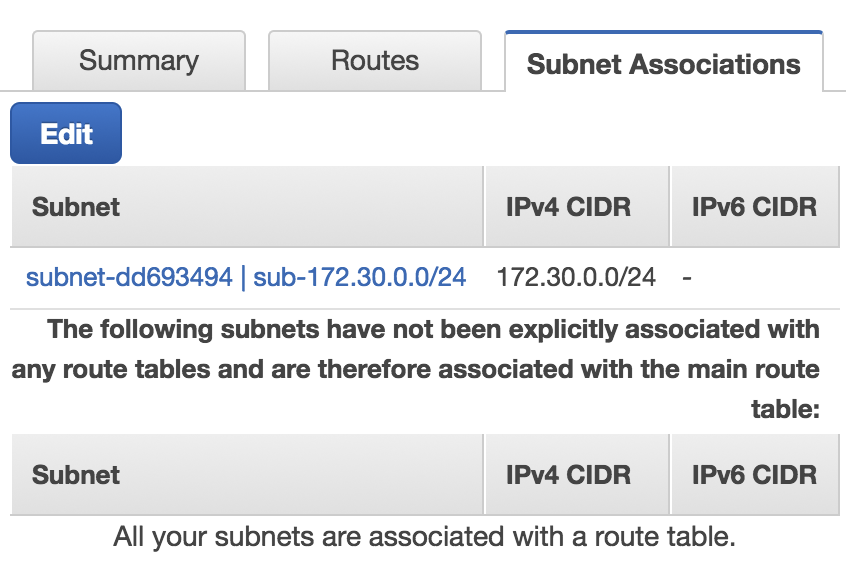 Summary Routes Subnet Associations
Edit
Subnet IPv4 CIDR IPv6 CIDR
subnet-dd693494 | sub-172.30.0.0/24 172.30.0.0/24 -
The following subnets have not been explicitly associated with
any route tables and are therefore associated with the main route
table:
Subnet IPv4 CIDR IPv6 CIDR
All your subnets are associated with a route table.